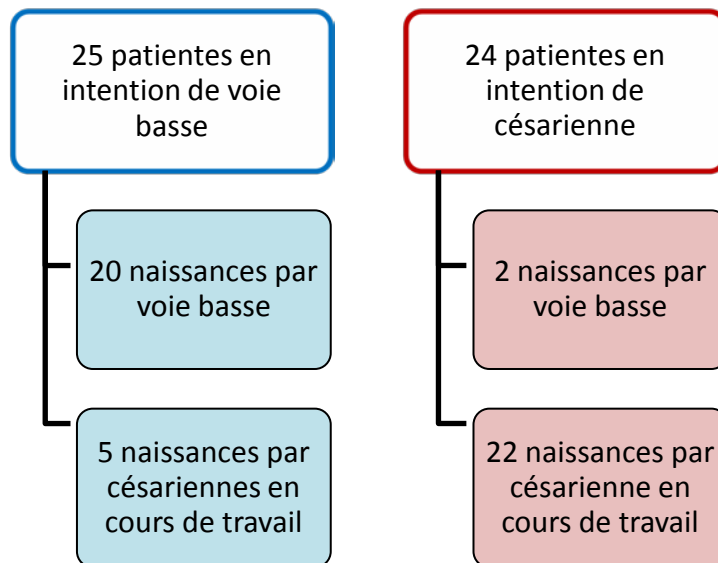 25 patientes en
intention de voie
basse
20 naissances par
voie basse
5 naissances par
césariennes en
cours de travail
24 patientes en
intention de
césarienne
2 naissances par
voie basse
22 naissances par
césarienne en
cours de travail